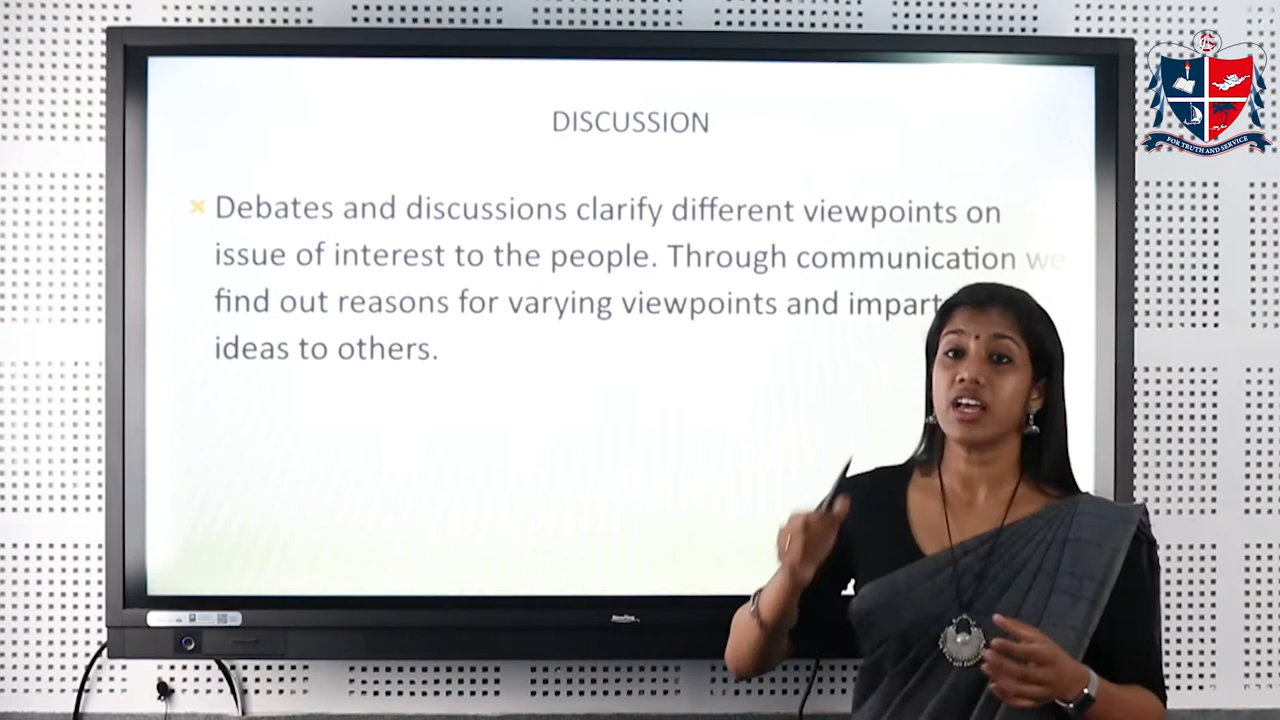 DISCUSSION
Debates and discussions clarify different viewpoints on
issue of interest to the people. Through communication we
find out reasons for varying viewpoints and impart
ideas to others.
FOR TRUTH AND SERVICE